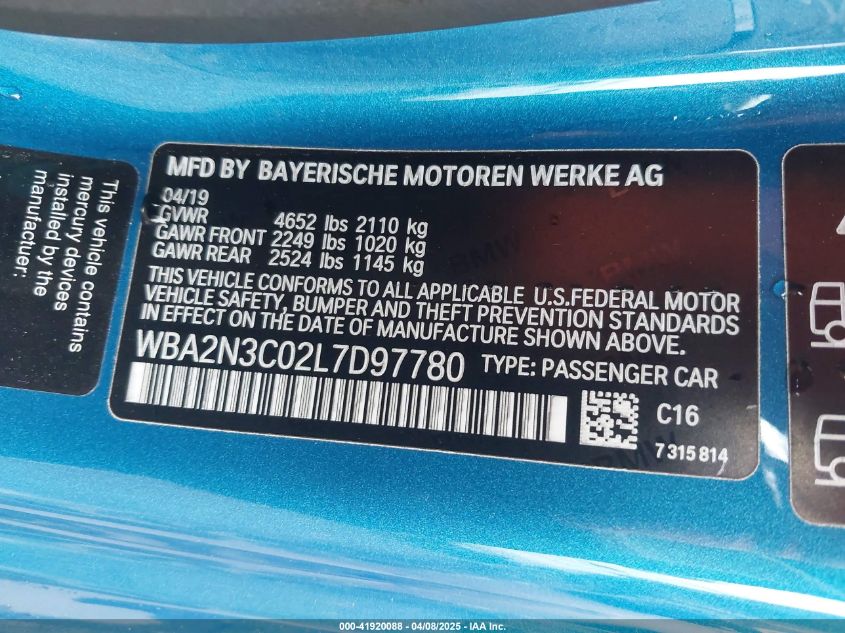 This vehicle contains
mercury devices
installed by the
manufacturer:
MFD BY BAYERISCHE MOTOREN WERKE AG
04/19
GVWR 4652 lbs 2110 kg
GAWR FRONT 2249 lbs 1020 kg
GAWR REAR 2524 lbs 1145 kg
THIS VEHICLE CONFORMS TO ALL APPLICABLE U.S.FEDERAL MOTOR
VEHICLE SAFETY, BUMPER AND THEFT PREVENTION STANDARDS
IN EFFECT ON THE DATE OF MANUFACTURE SHOWN ABOVE.
WBA2N3C02L7D97780 TYPE: PASSENGER CAR
C16
7 315 814
000-41920088 - 04/08/2025 - IAA Inc.